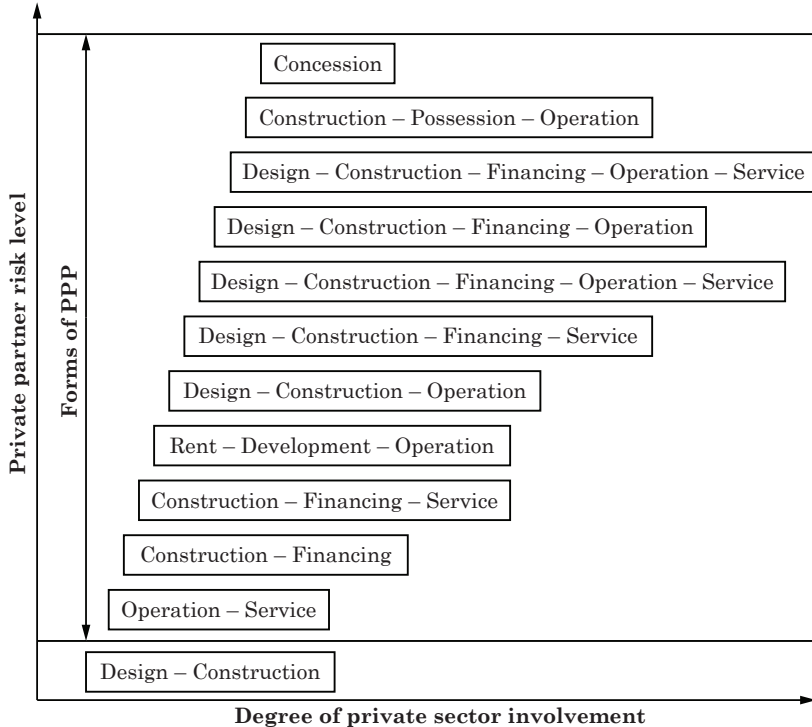 Concession
Construction – Possession – Operation
Design – Construction – Financing – Operation – Service
Design – Construction – Financing – Operation
Design – Construction – Financing – Operation – Service
Design – Construction – Financing – Service
Design – Construction – Operation
Rent – Development – Operation
Construction – Financing – Service
Construction – Financing
Operation – Service
Design – Construction
Private partner risk level
Forms of PPP
Degree of private sector involvement